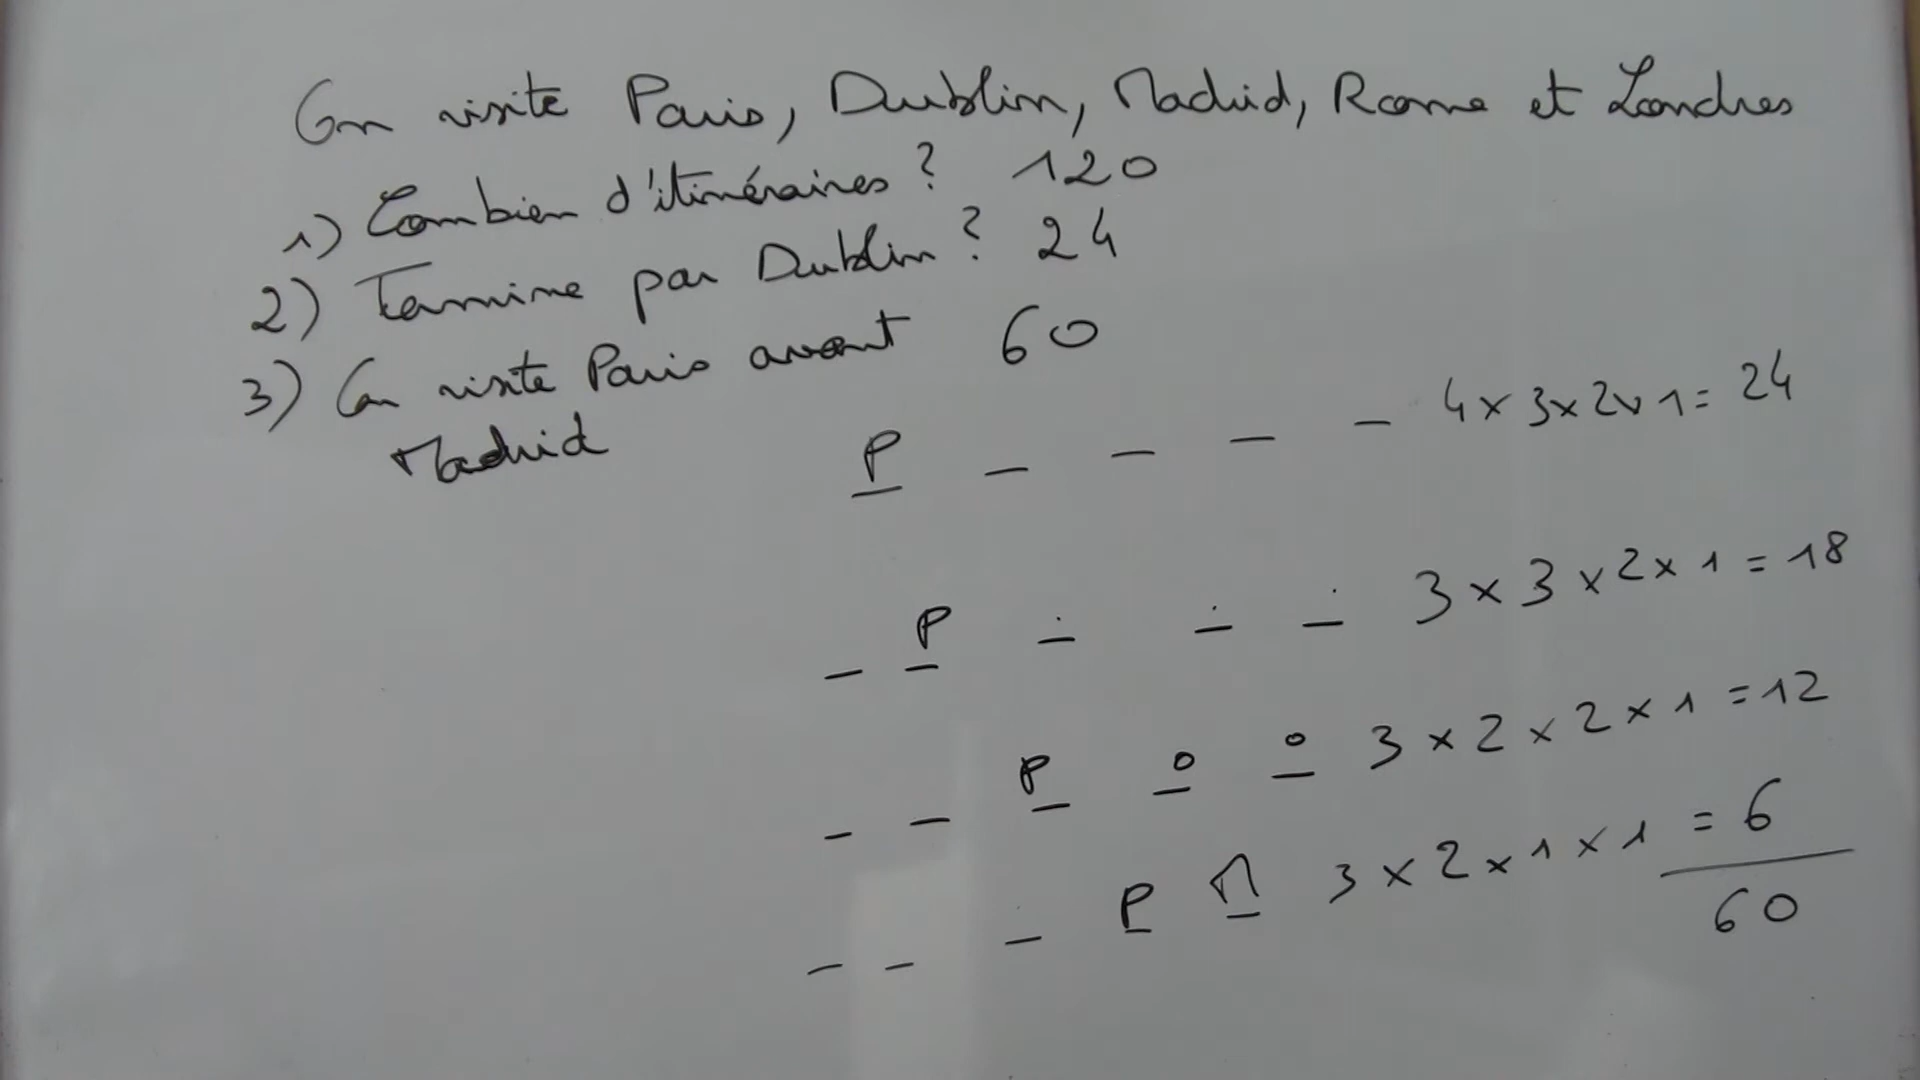 On visite Paris, Dublin, Madrid, Rome et Londres
1) Combien d'itinéraires ? 120
2) Termine par Dublin ? 24
3) On visite Paris avant 60
Madrid
P _ _ _ _ 4 x 3 x 2 x 1 = 24
_ P _ _ _ 3 x 3 x 2 x 1 = 18
_ _ P o o 3 x 2 x 2 x 1 = 12
_ _ _ P M 3 x 2 x 1 x 1 = 6
60